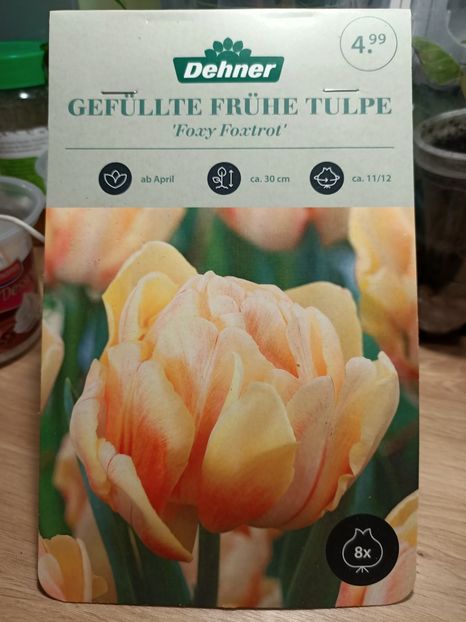 Dehner
4.99
GEFÜLLTE FRÜHE TULPE
'Foxy Foxtrot'
ab April
ca. 30 cm
ca. 11/12
8x